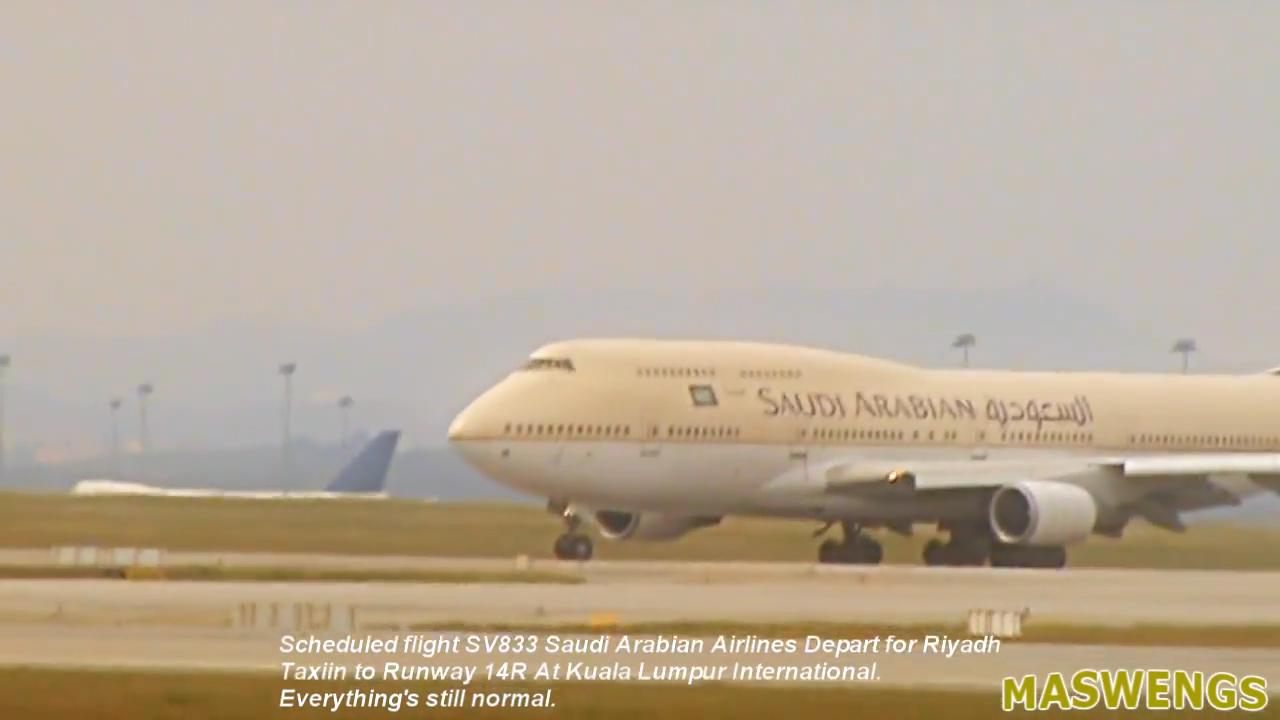 SAUDI ARABIAN السعودية
Scheduled flight SV833 Saudi Arabian Airlines Depart for Riyadh
Taxiin to Runway 14R At Kuala Lumpur International.
Everything's still normal.
MASWENGS